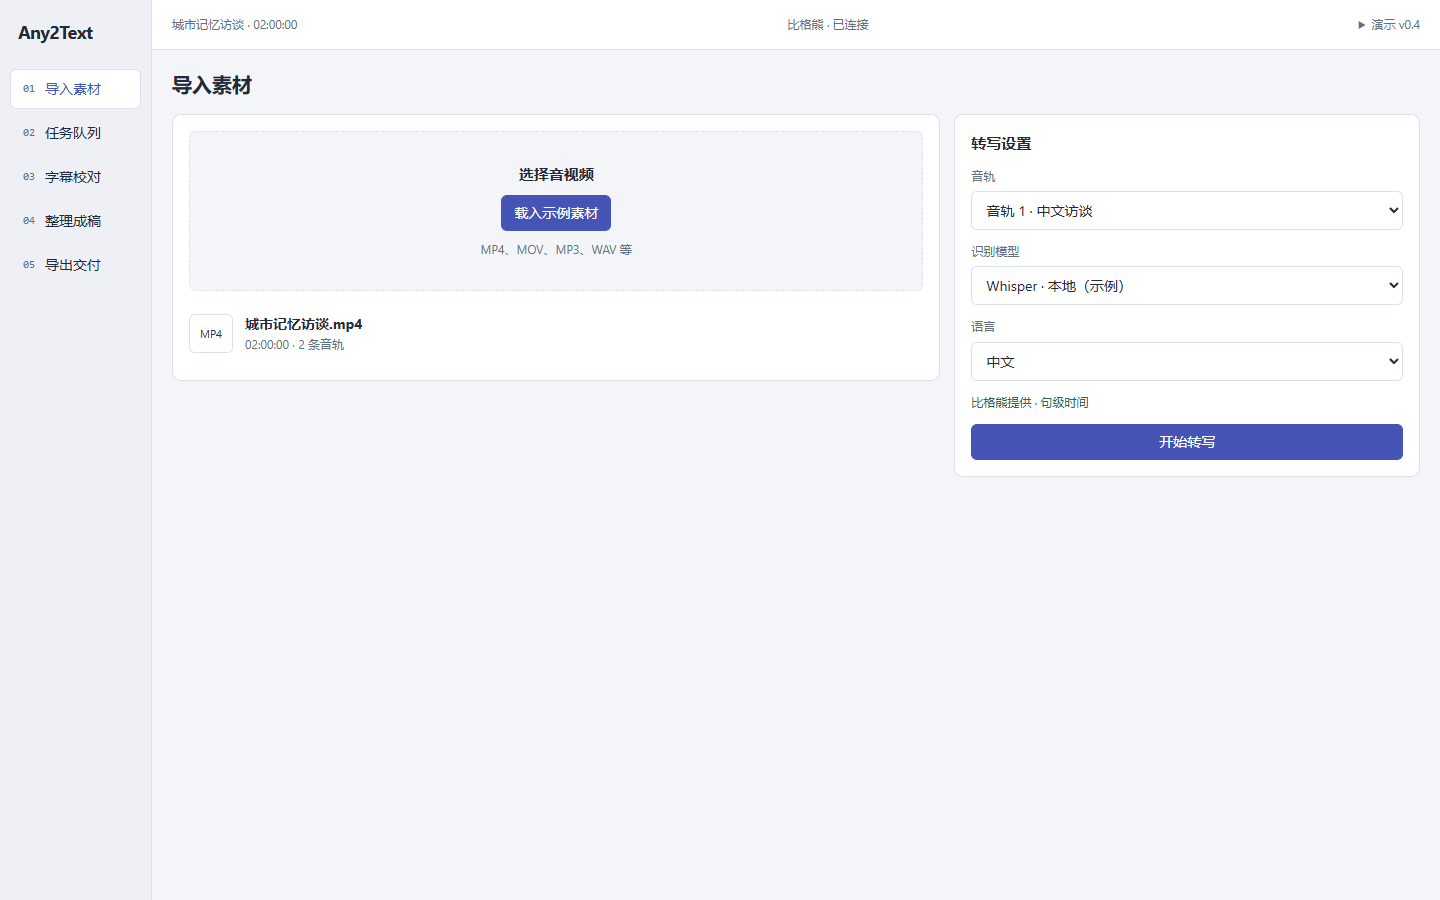 Any2Text
01 导入素材
02 任务队列
03 字幕校对
04 整理成稿
05 导出交付
城市记忆访谈 · 02:00:00
比格熊 · 已连接
▶ 演示 v0.4
导入素材
选择音视频
载入示例素材
MP4、MOV、MP3、WAV 等
MP4
城市记忆访谈.mp4
02:00:00 · 2 条音轨
转写设置
音轨
音轨 1 · 中文访谈
识别模型
Whisper · 本地（示例）
语言
中文
比格熊提供 · 句级时间
开始转写